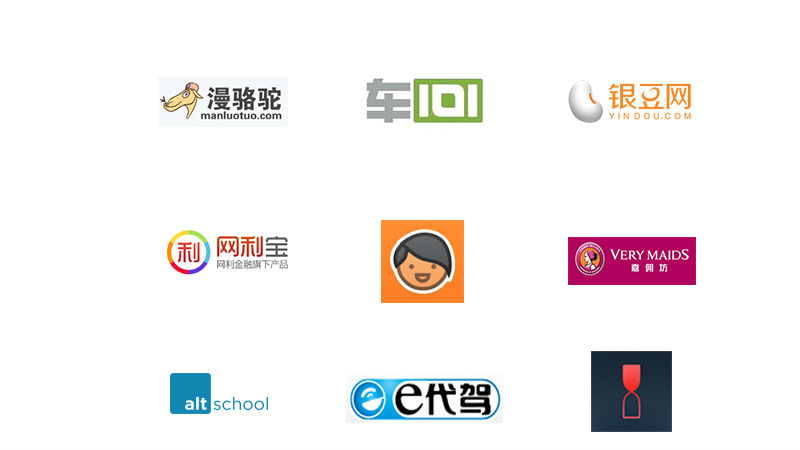 漫骆驼
manluotuo.com
车101
银豆网
YINDOU.COM
利 网利宝
网利金融旗下产品
VERY MAIDS
嘉佣坊
alt school
e代驾